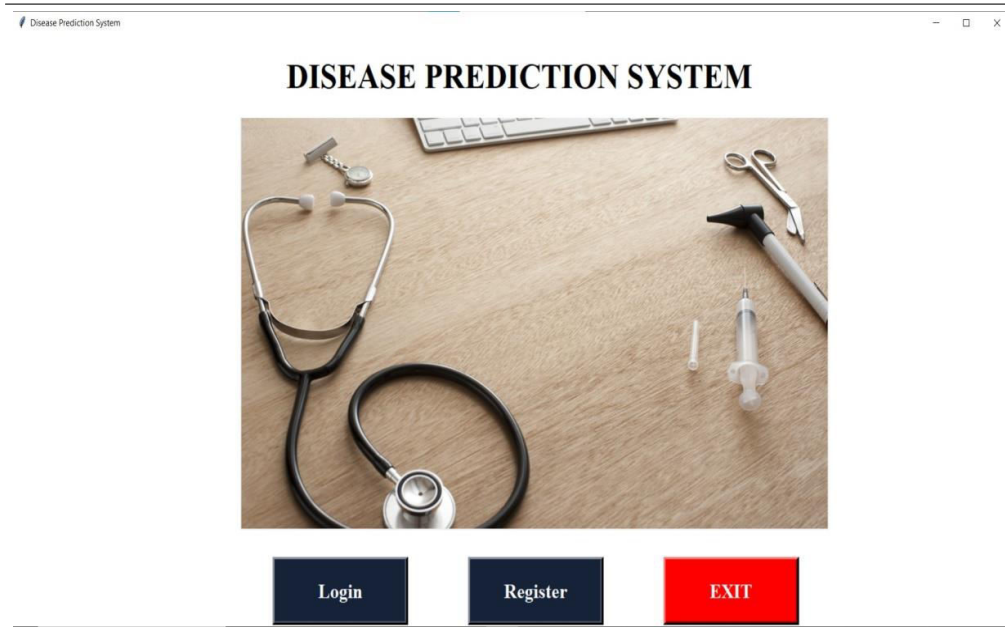 Disease Prediction System
DISEASE PREDICTION SYSTEM
Login
Register
EXIT